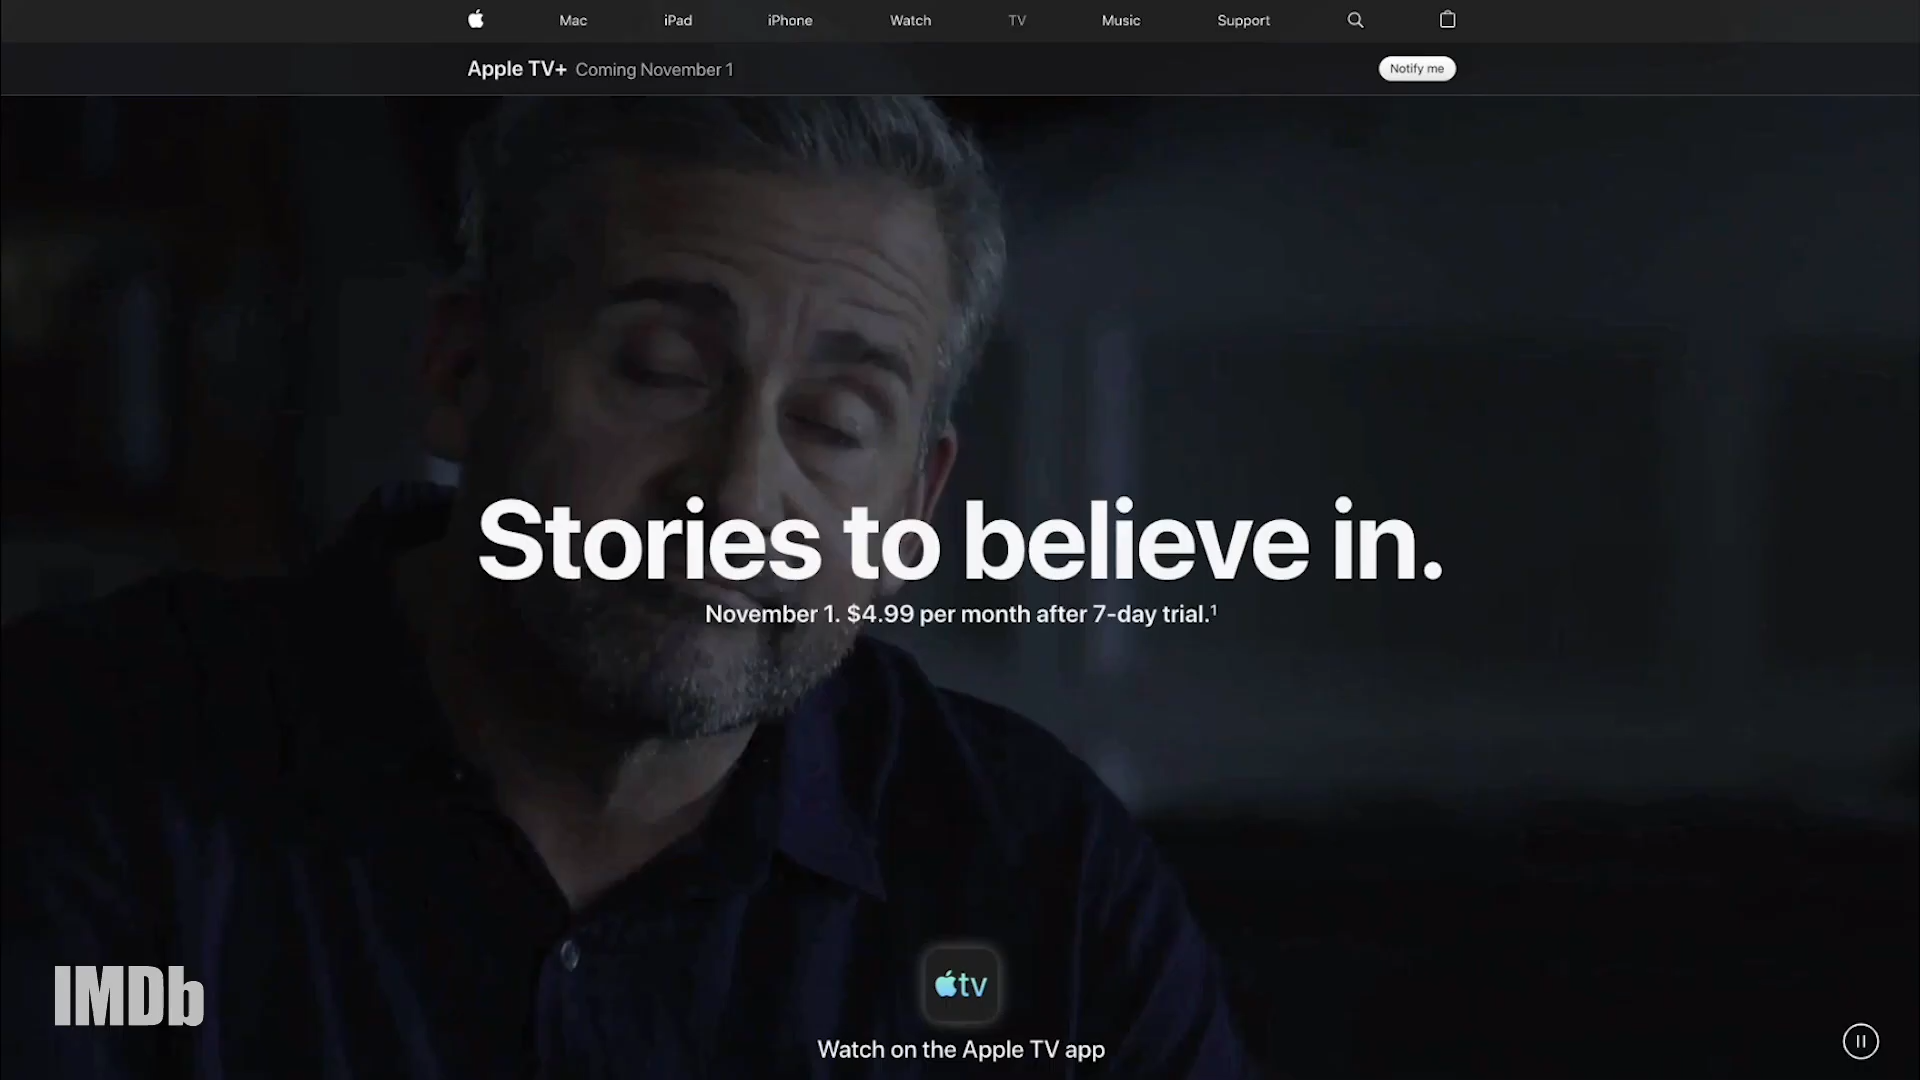 Mac iPad iPhone Watch TV Music Support
Apple TV+ Coming November 1 Notify me
Stories to believe in.
November 1. $4.99 per month after 7-day trial.¹
tv
Watch on the Apple TV app
IMDb